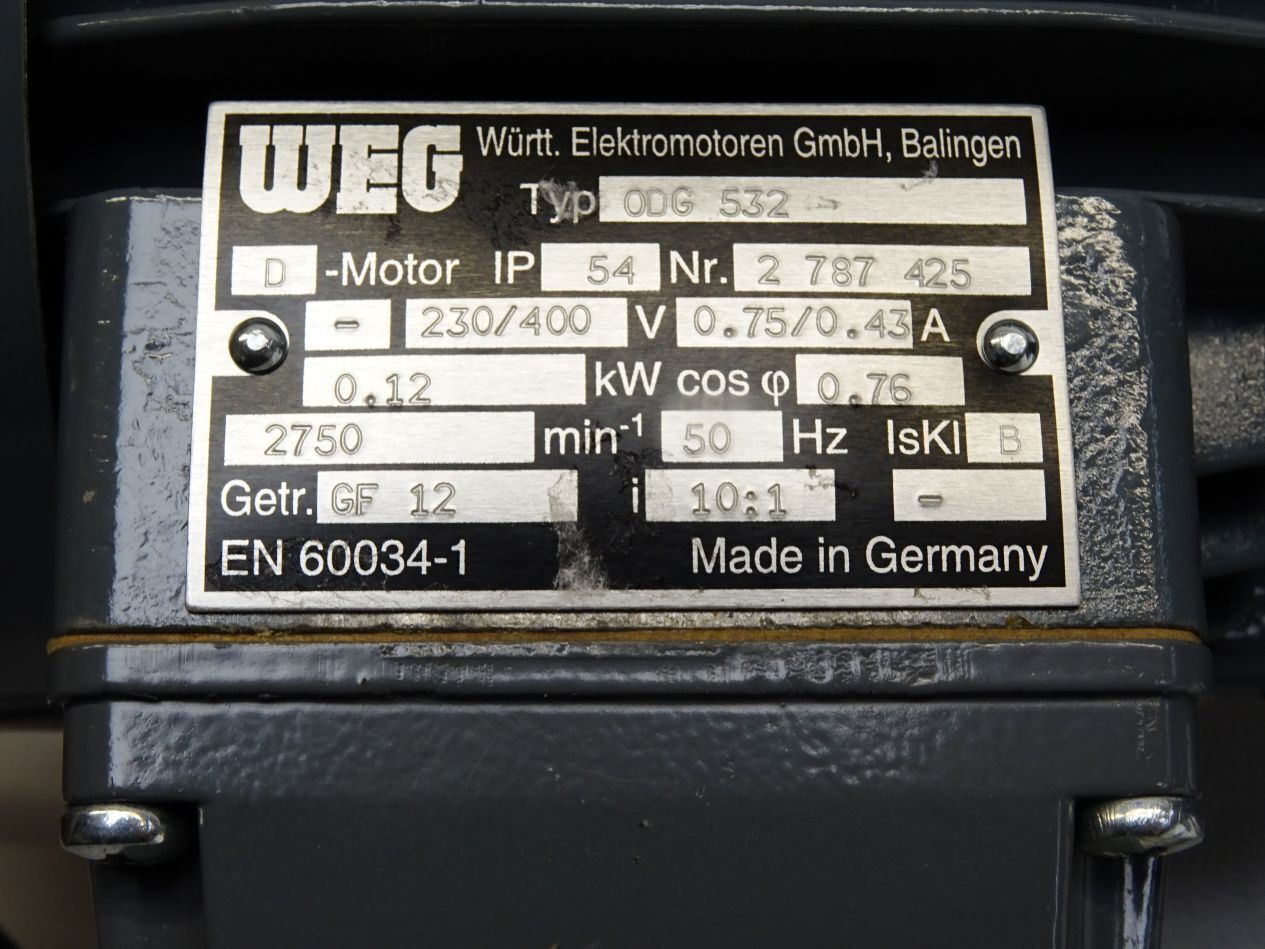 WEG Württ. Elektromotoren GmbH, Balingen
Typ ODG 532
D -Motor IP 54 Nr. 2 787 425
- 230/400 V 0.75/0.43 A
0.12 kW cos φ 0.76
2750 min-1 50 Hz IsKl B
Getr. GF 12 i 10:1 -
EN 60034-1 Made in Germany